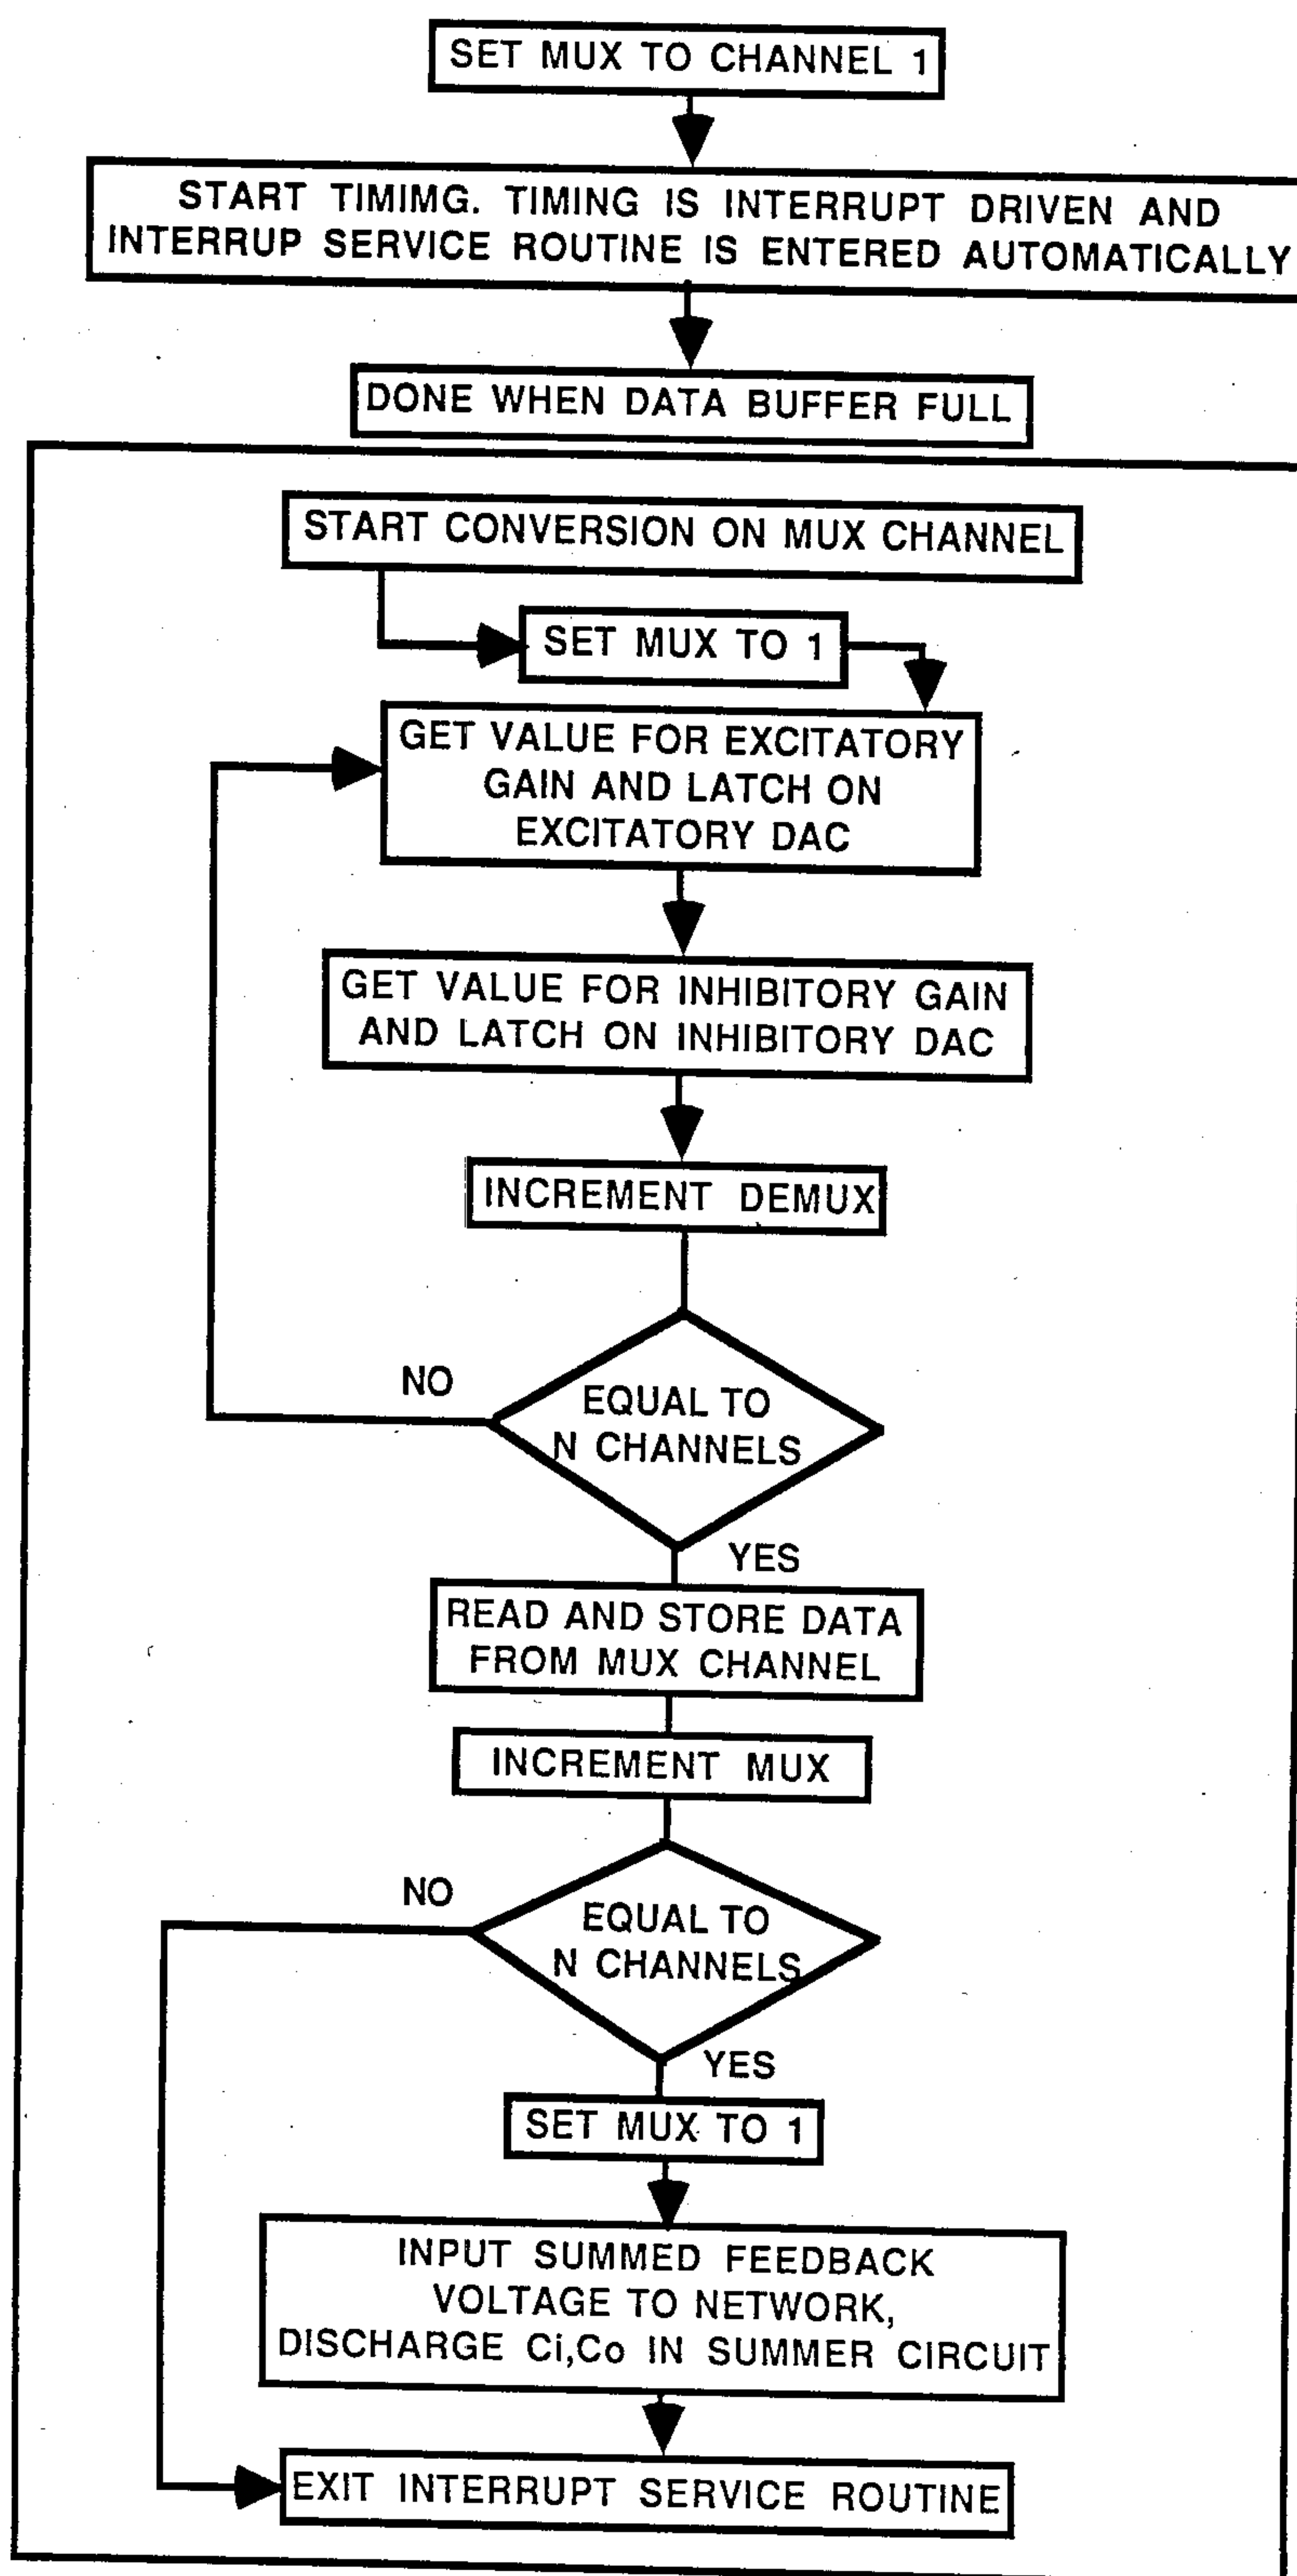 SET MUX TO CHANNEL 1
START TIMIMG. TIMING IS INTERRUPT DRIVEN AND
INTERRUP SERVICE ROUTINE IS ENTERED AUTOMATICALLY
DONE WHEN DATA BUFFER FULL
START CONVERSION ON MUX CHANNEL
SET MUX TO 1
GET VALUE FOR EXCITATORY
GAIN AND LATCH ON
EXCITATORY DAC
GET VALUE FOR INHIBITORY GAIN
AND LATCH ON INHIBITORY DAC
INCREMENT DEMUX
NO
EQUAL TO
N CHANNELS
YES
READ AND STORE DATA
FROM MUX CHANNEL
INCREMENT MUX
NO
EQUAL TO
N CHANNELS
YES
SET MUX TO 1
INPUT SUMMED FEEDBACK
VOLTAGE TO NETWORK,
DISCHARGE Ci,Co IN SUMMER CIRCUIT
EXIT INTERRUPT SERVICE ROUTINE